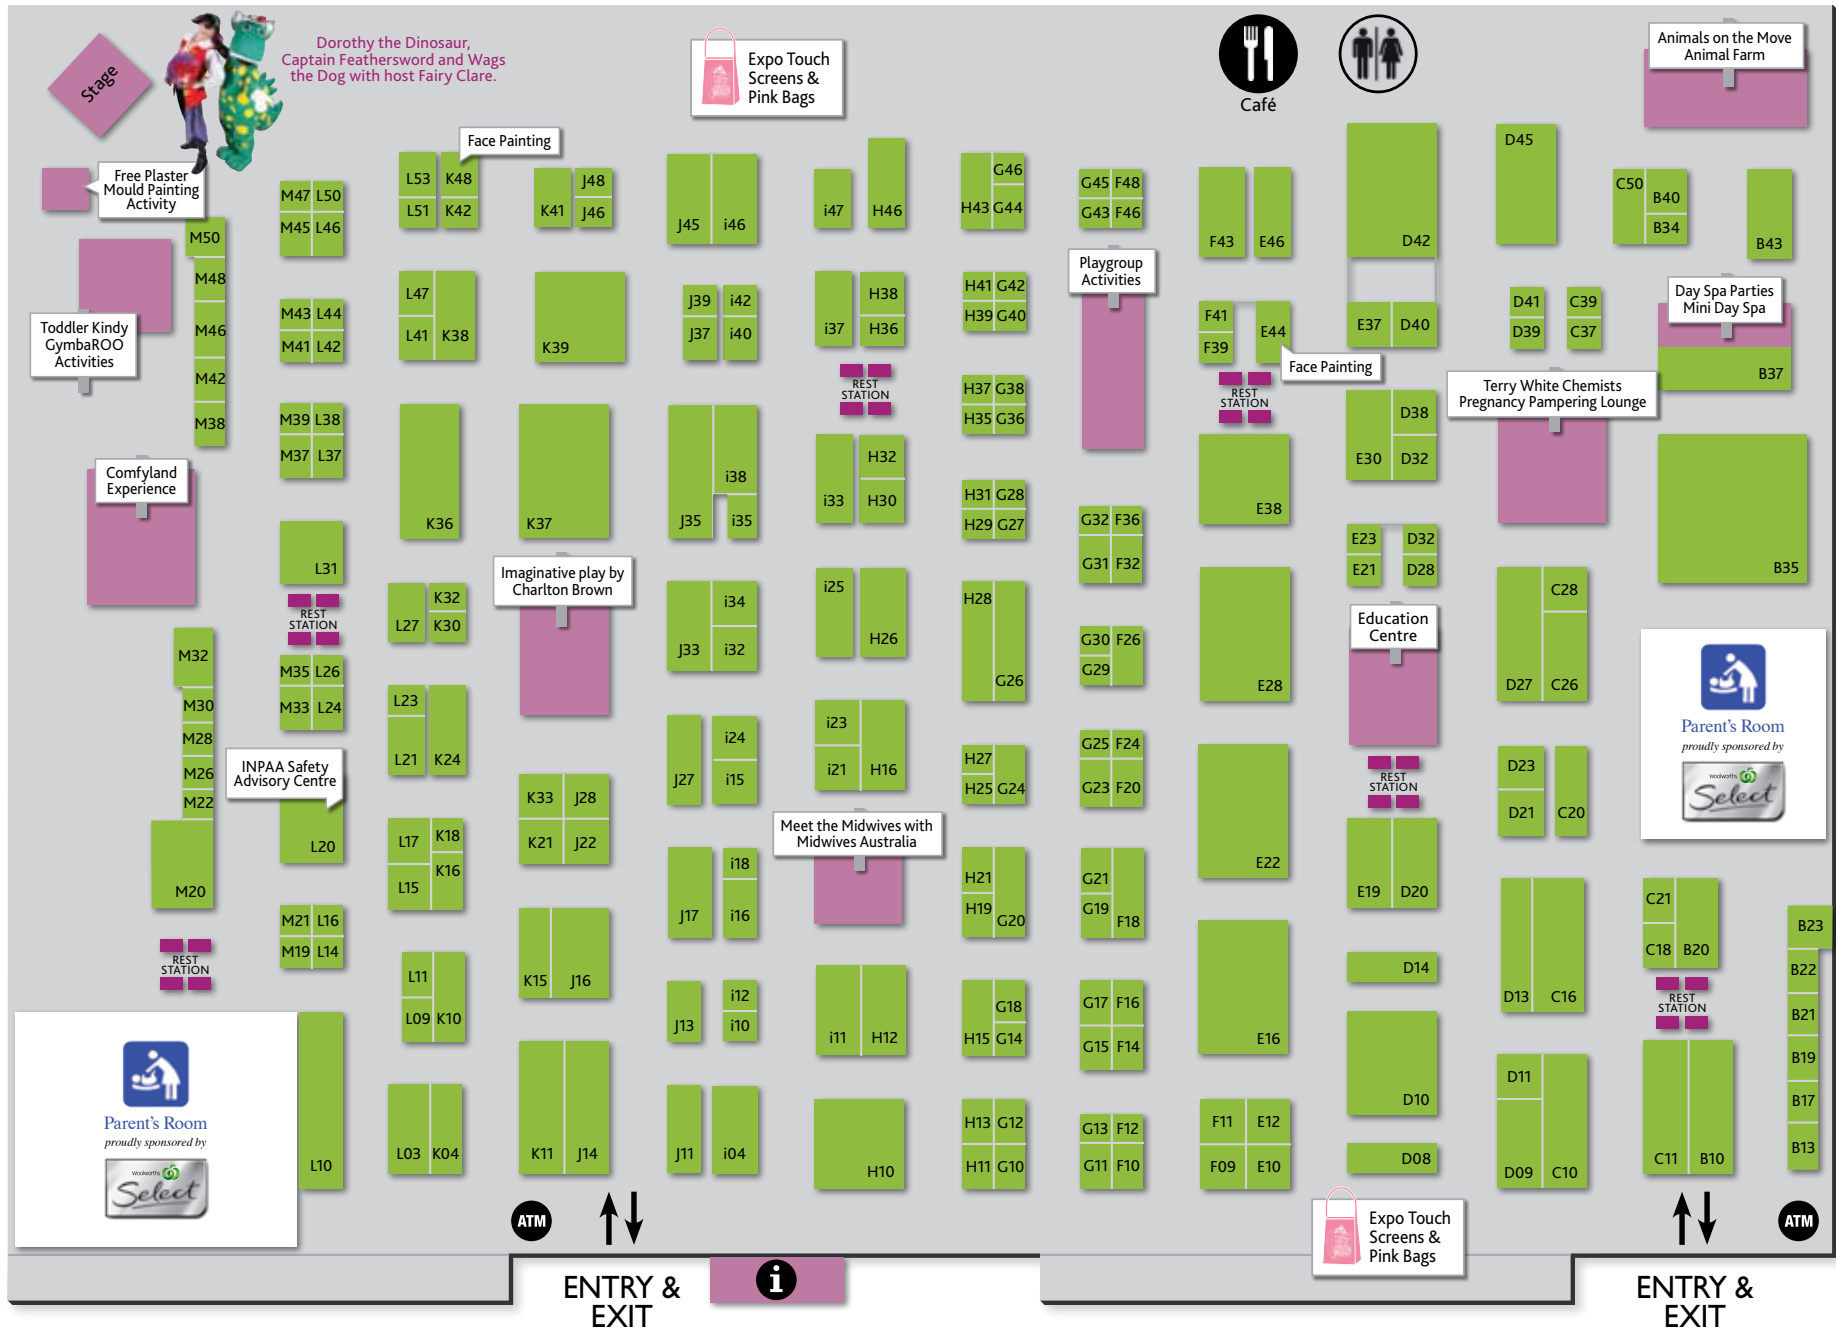 Stage
Dorothy the Dinosaur,
Captain Feathersword and Wags
the Dog with host Fairy Clare.
Expo Touch
Screens &
Pink Bags
Café
Animals on the Move
Animal Farm
Face Painting
Free Plaster
Mould Painting
Activity
M47 L50
M45 L46
L53 K48
L51 K42
K41
J48
J46
J45 i46
i47
H46
G46
H43 G44
G45 F48
G43 F46
F43
E46
D42
D45
C50
B40
B34
B43
M50
M48
M46
M42
M38
Toddler Kindy
GymbaROO
Activities
M43 L44
M41 L42
L47
L41 K38
K39
J39 i42
J37 i40
i37
H38
H36
H41 G42
H39 G40
Playgroup
Activities
F41
F39
E44
Face Painting
E37 D40
D41
D39
C39
C37
Day Spa Parties
Mini Day Spa
B37
REST
STATION
REST
STATION
Terry White Chemists
Pregnancy Pampering Lounge
M39 L38
M37 L37
K36
K37
i38
J35 i35
H32
i33 H30
H37 G38
H35 G36
H31 G28
H29 G27
E38
D38
E30 D32
B35
Comfyland
Experience
L31
REST
STATION
Imaginative play by
Charlton Brown
L27
K32
K30
J33
i34
i32
i25
H26
H28
G26
G32 F36
G31 F32
G30 F26
G29
E28
E23
E21
D32
D28
Education
Centre
C28
D27 C26
Parent's Room
proudly sponsored by
woolworths
Select
M32
M30
M28
M26
M22
M20
M35 L26
M33 L24
INPAA Safety
Advisory Centre
L20
L23
L21 K24
K33 J28
K21 J22
J27
i24
i15
i23
i21 H16
H27
H25 G24
G25 F24
G23 F20
E22
REST
STATION
D23
D21
C20
L17 K18
L15 K16
Meet the Midwives with
Midwives Australia
J17
i18
i16
H21
H19 G20
G21
G19 F18
E19 D20
D13 C16
C21
C18 B20
B23
B22
B21
B19
B17
B13
M21 L16
M19 L14
REST
STATION
L11
L09 K10
K15 J16
J13
i12
i10
i11 H12
G18
H15 G14
G17 F16
G15 F14
E16
D14
D10
D08
REST
STATION
Parent's Room
proudly sponsored by
woolworths
Select
L10
L03 K04
K11 J14
J11
i04
H10
H13 G12
H11 G10
G13 F12
G11 F10
F11 E12
F09 E10
D11
D09 C10
C11 B10
ATM
Expo Touch
Screens &
Pink Bags
ATM
ENTRY &
EXIT
i
ENTRY &
EXIT